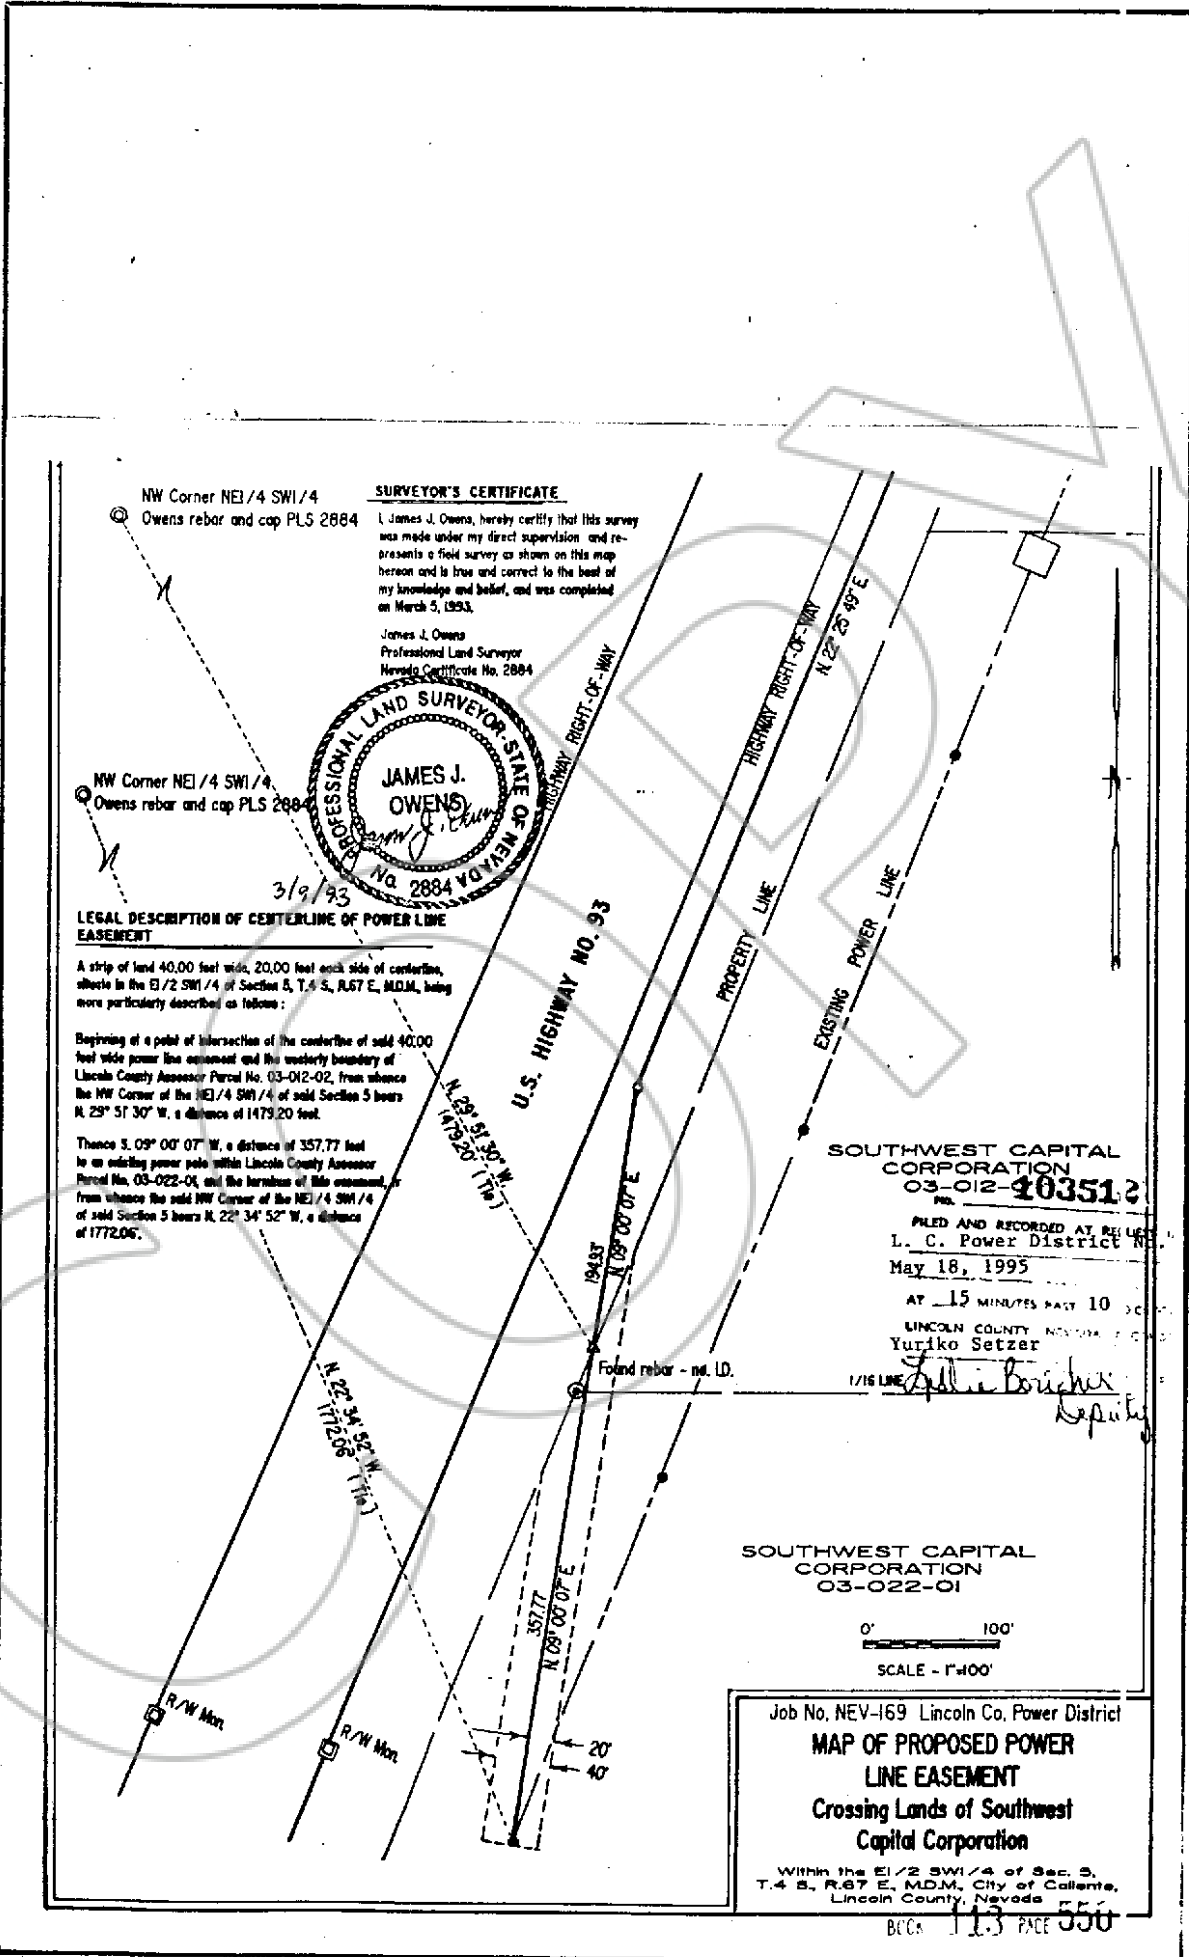 NW Corner NE1/4 SW1/4
Owens rebar and cap PLS 2884
SURVEYOR'S CERTIFICATE
I, James J. Owens, hereby certify that this survey
was made under my direct supervision and re-
presents a field survey as shown on this map
hereon and is true and correct to the best of
my knowledge and belief, and was completed
on March 5, 1993.
James J. Owens
Professional Land Surveyor
Nevada Certificate No. 2884
PROFESSIONAL LAND SURVEYOR-STATE OF NEVADA
JAMES J.
OWENS
NO. 2884
3/9/93
NW Corner NE1/4 SW1/4
Owens rebar and cap PLS 2884
LEGAL DESCRIPTION OF CENTERLINE OF POWER LINE
EASEMENT
A strip of land 40.00 feet wide, 20.00 feet each side of centerline,
situate in the E1/2 SW1/4 of Section 5, T.4 S., R.67 E., M.D.M., being
more particularly described as follows :
Beginning at a point of intersection of the centerline of said 40.00
feet wide power line easement and the westerly boundary of
Lincoln County Assessor Parcel No. 03-012-02, from whence
the NW Corner of the NE1/4 SW1/4 of said Section 5 bears
N. 29° 51' 30" W. a distance of 1479.20 feet.
Thence S. 09° 00' 07" W. a distance of 357.77 feet
to an existing power pole within Lincoln County Assessor
Parcel No. 03-022-01, and the terminus of this easement,
from whence the said NW Corner of the NE1/4 SW1/4
of said Section 5 bears N. 22° 34' 52" W. a distance
of 1772.06'.
HIGHWAY RIGHT-OF-WAY
HIGHWAY RIGHT-OF-WAY
N. 22° 25' 49" E.
U.S. HIGHWAY NO. 93
PROPERTY LINE
EXISTING POWER LINE
N. 29° 51' 30" W.
1479.20' ( Tie )
194.93'
N. 09° 00' 07" E.
SOUTHWEST CAPITAL
CORPORATION
03-012-
NO. 103512
FILED AND RECORDED AT REQUEST
L. C. Power District
May 18, 1995
AT 15 MINUTES PAST 10
LINCOLN COUNTY
Yuriko Setzer
Leslie Boucher
Deputy
1/16 LINE
Found rebar - no. I.D.
N. 22° 34' 52" W.
1772.06' ( Tie )
357.77
N. 09° 00' 07" E.
SOUTHWEST CAPITAL
CORPORATION
03-022-01
0' 100'
SCALE - 1"=100'
R/W Mon.
R/W Mon.
20'
40'
Job No. NEV-169 Lincoln Co. Power District
MAP OF PROPOSED POWER
LINE EASEMENT
Crossing Lands of Southwest
Capital Corporation
Within the E1/2 SW1/4 of Sec. 5,
T.4 S., R.67 E., M.D.M., City of Caliente,
Lincoln County, Nevada
BOOK 113 PAGE 550
COPY